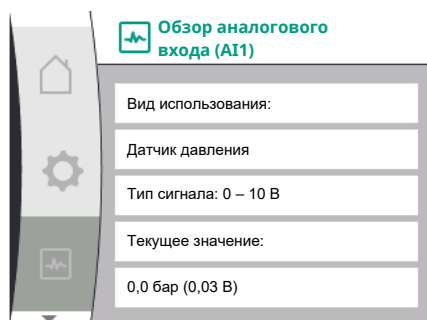 Обзор аналогового
входа (AI1)
Вид использования:
Датчик давления
Тип сигнала: 0 – 10 В
Текущее значение:
0,0 бар (0,03 В)